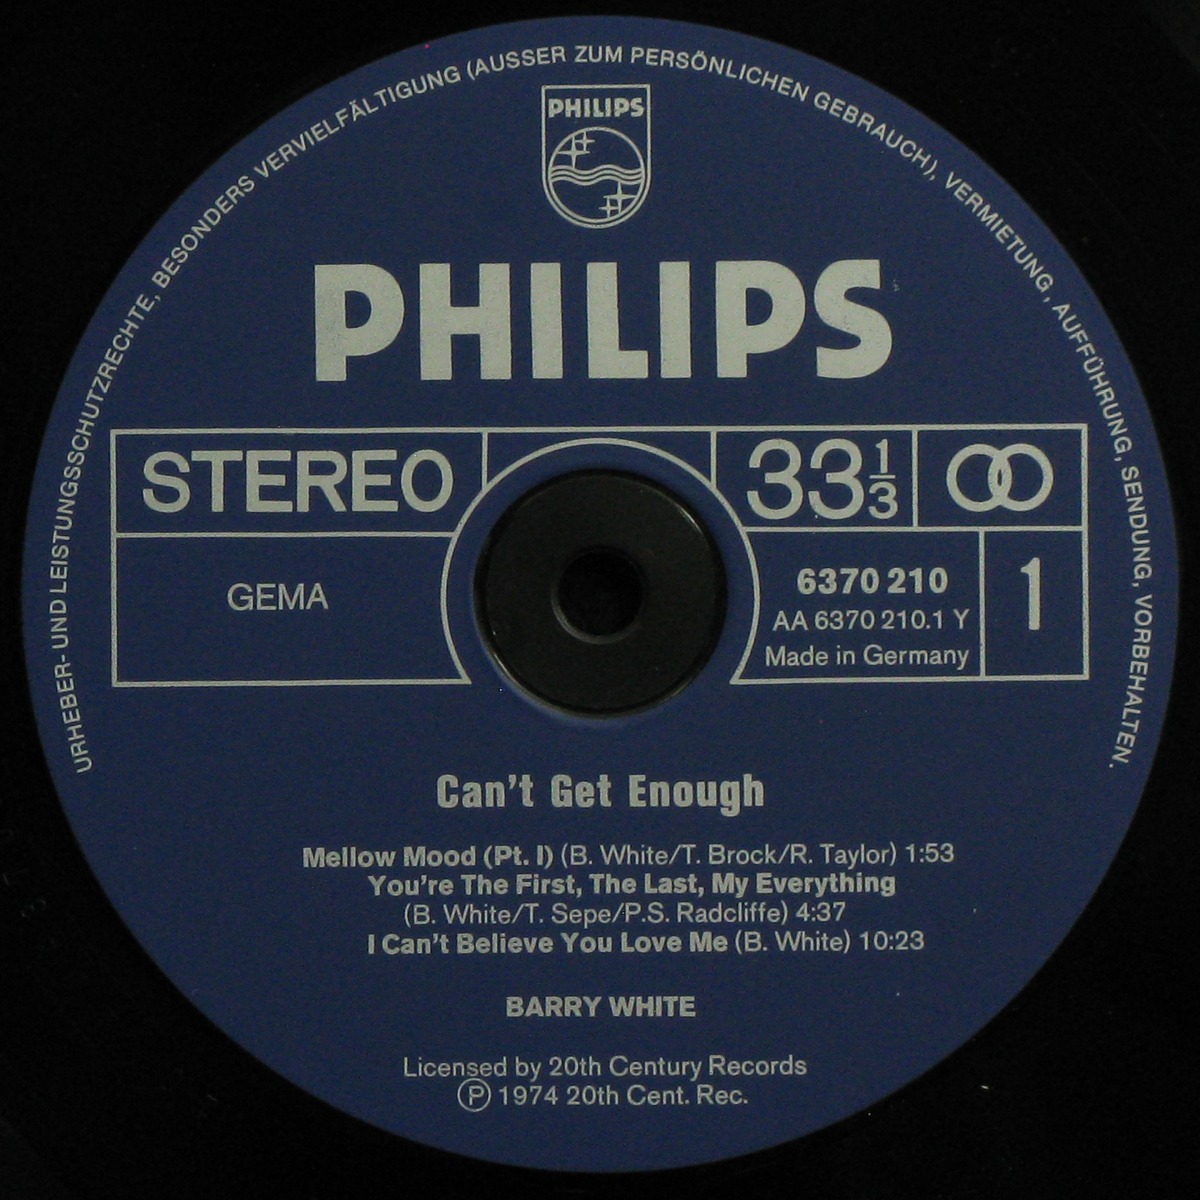 URHEBER- UND LEISTUNGSSCHUTZRECHTE, BESONDERS VERVIELFÄLTIGUNG (AUSSER ZUM PERSÖNLICHEN GEBRAUCH), VERMIETUNG, AUFFÜHRUNG, SENDUNG, VORBEHALTEN.
PHILIPS
PHILIPS
STEREO
33 1/3
GEMA
6370 210
AA 6370 210.1 Y
Made in Germany
1
Can't Get Enough
Mellow Mood (Pt. I) (B. White/T. Brock/R. Taylor) 1:53
You're The First, The Last, My Everything
(B. White/T. Sepe/P.S. Radcliffe) 4:37
I Can't Believe You Love Me (B. White) 10:23
BARRY WHITE
Licensed by 20th Century Records
Ⓟ 1974 20th Cent. Rec.